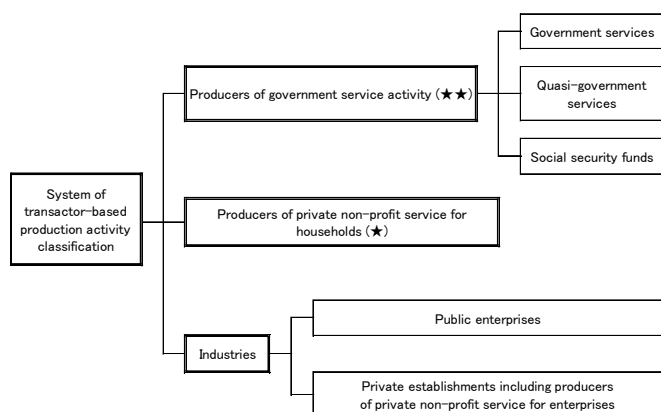 Government services
Producers of government service activity (★★)
Quasi-government
services
Social security funds
System of
transactor-based
production activity
classification
Producers of private non-profit service for
households (★)
Public enterprises
Industries
Private establishments including producers
of private non-profit service for enterprises